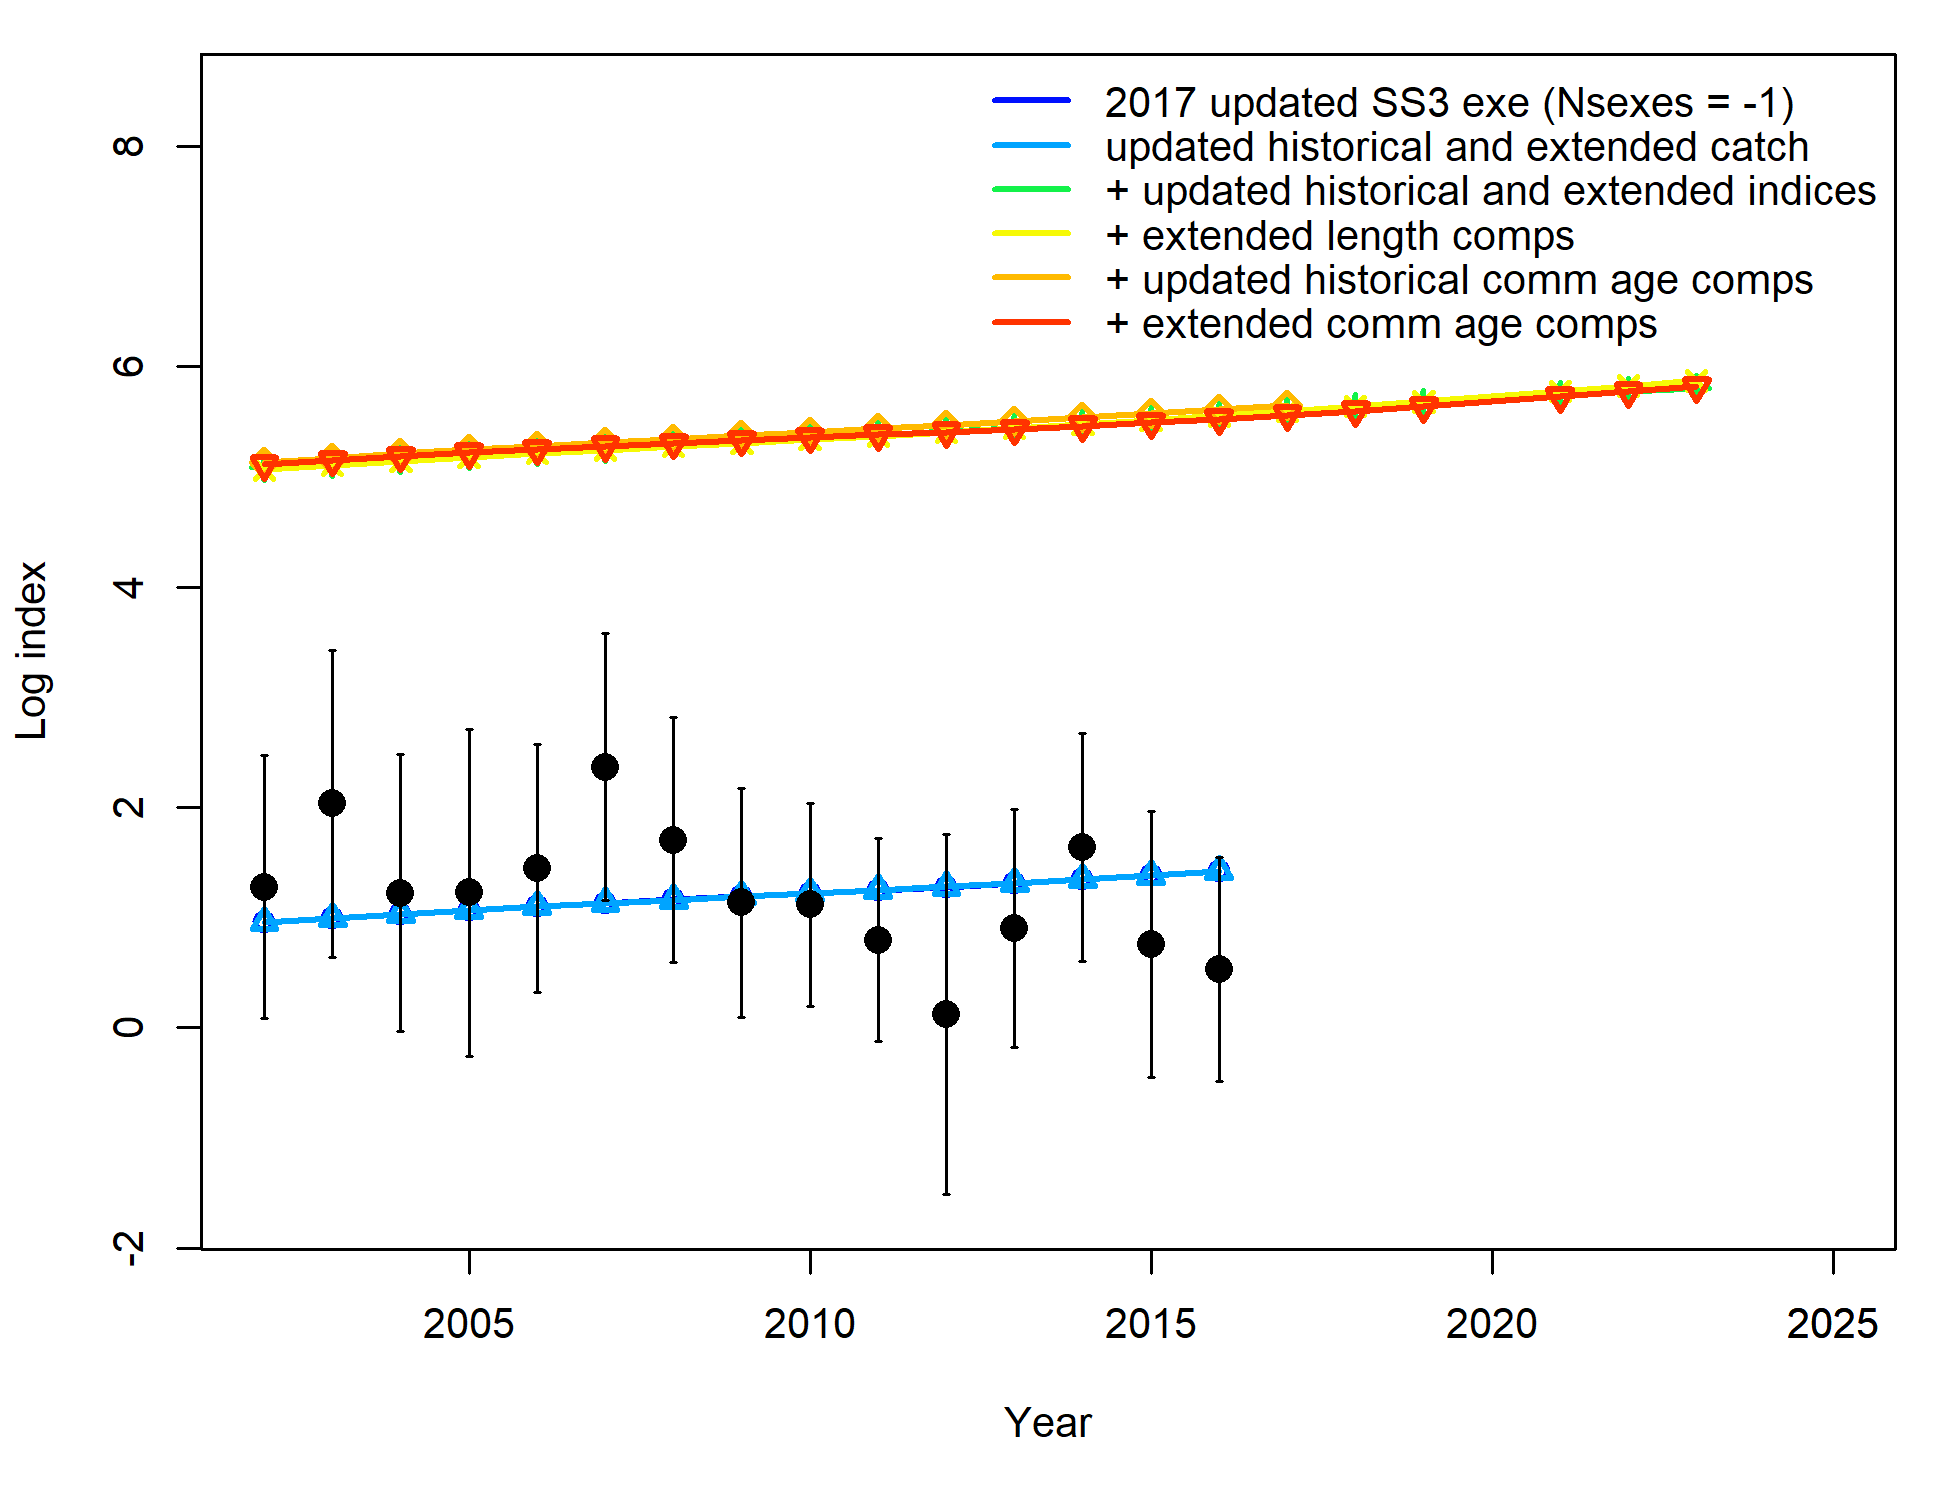 2017 updated SS3 exe (Nsexes = -1)
updated historical and extended catch
+ updated historical and extended indices
+ extended length comps
+ updated historical comm age comps
+ extended comm age comps
8
6
4
2
0
-2
Log index
2005 2010 2015 2020 2025
Year